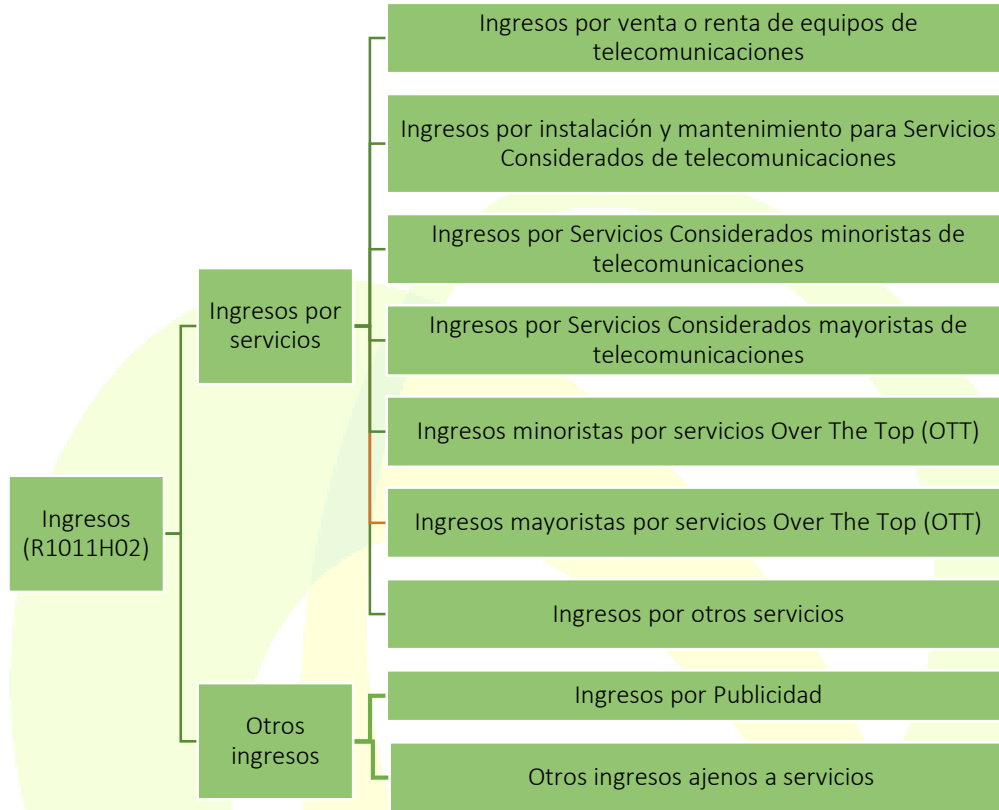 Ingresos
(R1011H02)
Ingresos por
servicios
Ingresos por venta o renta de equipos de
telecomunicaciones
Ingresos por instalación y mantenimiento para Servicios
Considerados de telecomunicaciones
Ingresos por Servicios Considerados minoristas de
telecomunicaciones
Ingresos por Servicios Considerados mayoristas de
telecomunicaciones
Ingresos minoristas por servicios Over The Top (OTT)
Ingresos mayoristas por servicios Over The Top (OTT)
Ingresos por otros servicios
Otros
ingresos
Ingresos por Publicidad
Otros ingresos ajenos a servicios